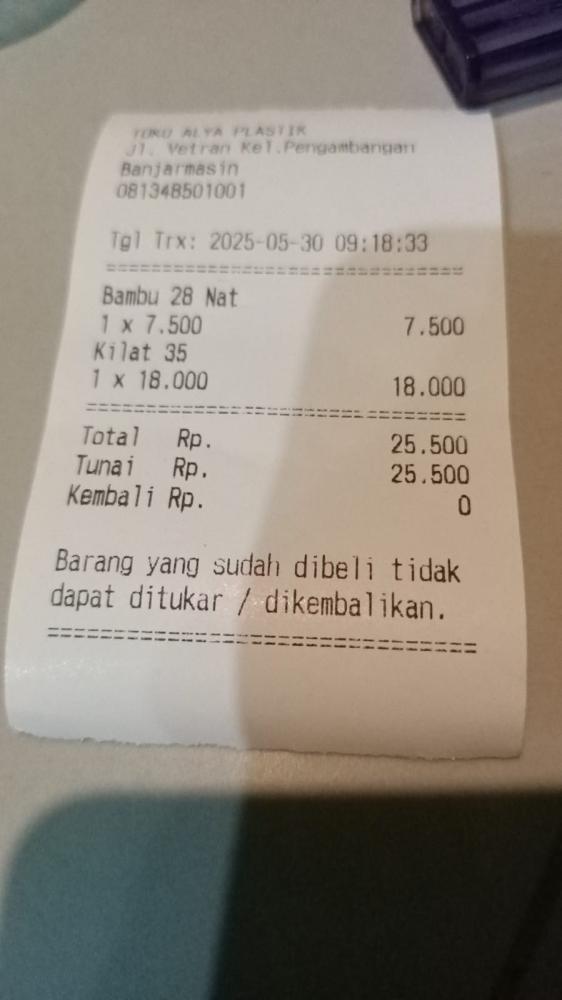 TOKO ALYA PLASTIK
Jl. Vetran Kel.Pengambangan
Banjarmasin
081348501001
Tgl Trx: 2025-05-30 09:18:33
==================================
Bambu 28 Nat
1 x 7.500 7.500
Kilat 35
1 x 18.000 18.000
==================================
Total Rp. 25.500
Tunai Rp. 25.500
Kembali Rp. 0
Barang yang sudah dibeli tidak
dapat ditukar / dikembalikan.
==================================